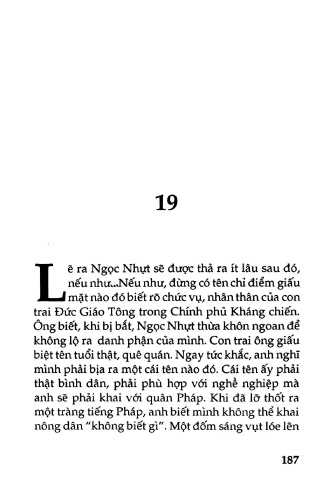 19
Lẽ ra Ngọc Nhựt sẽ được thả ra ít lâu sau đó,
nếu như...Nếu như, đừng có tên chỉ điểm giấu
mặt nào đó biết rõ chức vụ, nhân thân của con
trai Đức Giáo Tông trong Chính phủ Kháng chiến.
Ông biết, khi bị bắt, Ngọc Nhựt thừa khôn ngoan để
không lộ ra danh phận của mình. Con trai ông giấu
biệt tên tuổi thật, quê quán. Ngay tức khắc, anh nghĩ
mình phải bịa ra một cái tên nào đó. Cái tên ấy phải
thật bình dân, phải phù hợp với nghề nghiệp mà
anh sẽ phải khai với quân Pháp. Khi đã lỡ thốt ra
một tràng tiếng Pháp, anh biết mình không thể khai
nông dân “không biết gì”. Một đốm sáng vụt lóe lên
187